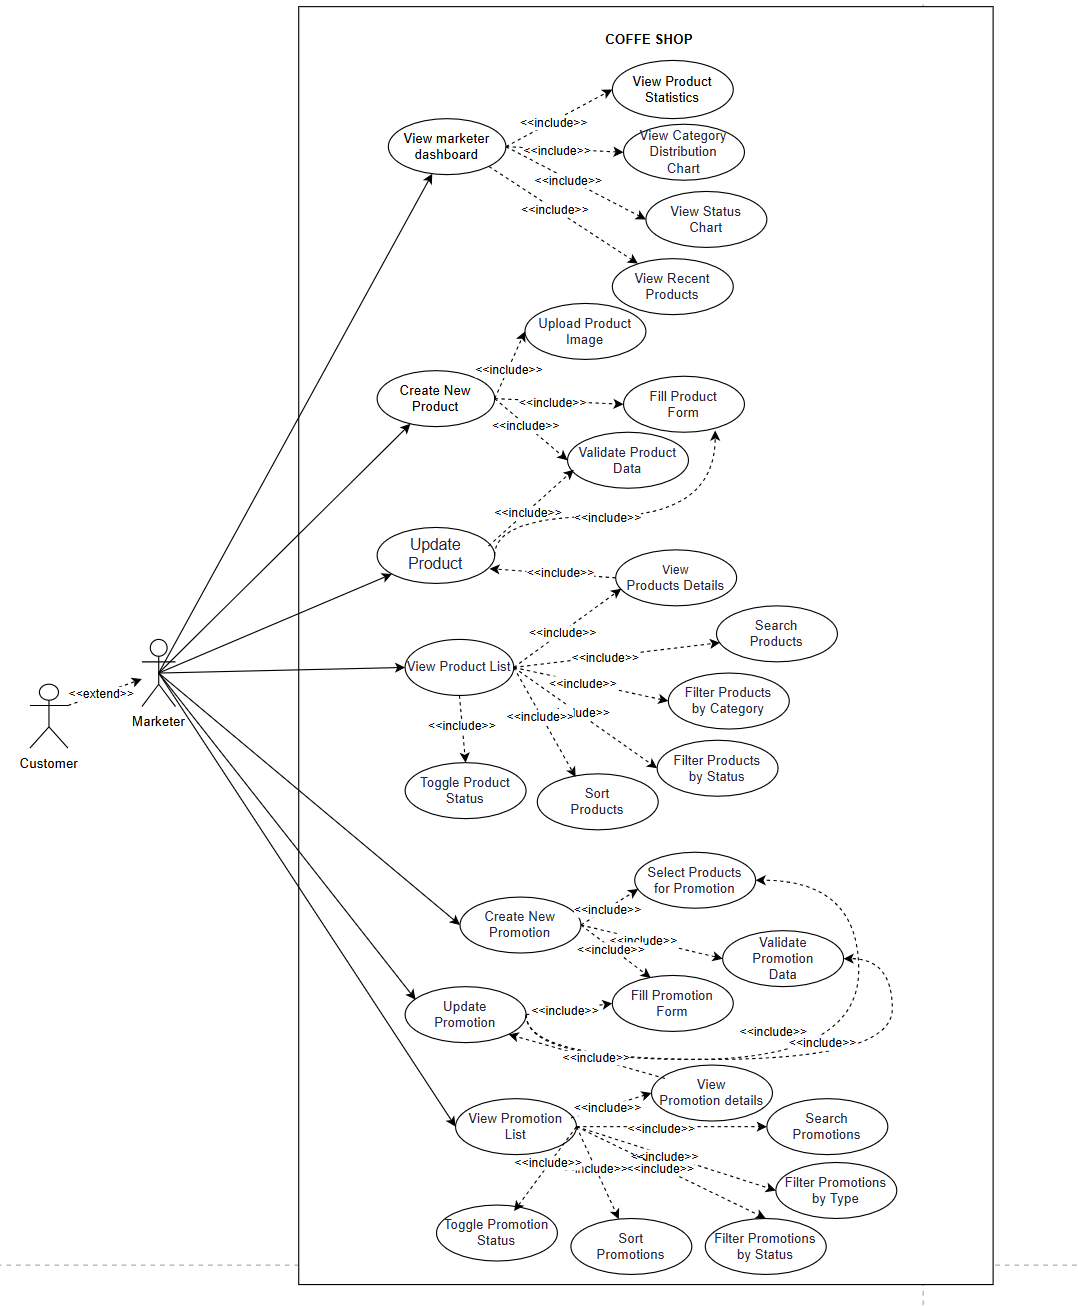 COFFE SHOP
View Product
Statistics
<<include>>
View marketer
dashboard
View Category
Distribution
Chart
<<include>>
<<include>>
View Status
Chart
<<include>>
View Recent
Products
Upload Product
Image
<<include>>
Create New
Product
<<include>>
Fill Product
Form
<<include>>
Validate Product
Data
<<include>>
<<include>>
Update
Product
<<include>>
View
Products Details
<<include>>
Search
Products
<<include>>
View Product List
<<include>>
Filter Products
by Category
<<extend>>
Marketer
Customer
<<include>>
<<include>>
lude>>
Filter Products
by Status
Toggle Product
Status
Sort
Products
Select Products
for Promotion
<<include>>
Create New
Promotion
<<include>>
<<include>>
Validate
Promotion
Data
Fill Promotion
Form
<<include>>
Update
Promotion
<<include>>
<<include>>
<<include>>
View
Promotion details
<<include>>
View Promotion
List
<<include>>
Search
Promotions
<<include>>
<<include>>
include>>
<<include>>
Filter Promotions
by Type
Toggle Promotion
Status
Sort
Promotions
Filter Promotions
by Status